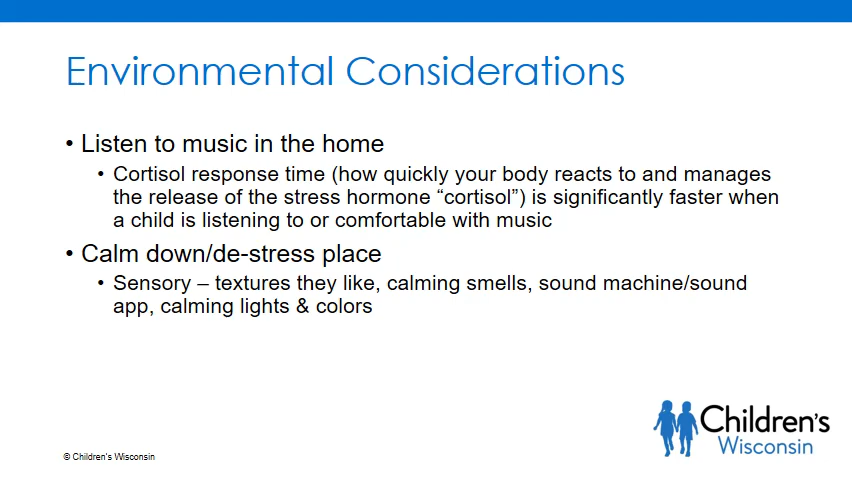 Environmental Considerations
• Listen to music in the home
• Cortisol response time (how quickly your body reacts to and manages
the release of the stress hormone “cortisol”) is significantly faster when
a child is listening to or comfortable with music
• Calm down/de-stress place
• Sensory – textures they like, calming smells, sound machine/sound
app, calming lights & colors
Children's
Wisconsin
© Children's Wisconsin